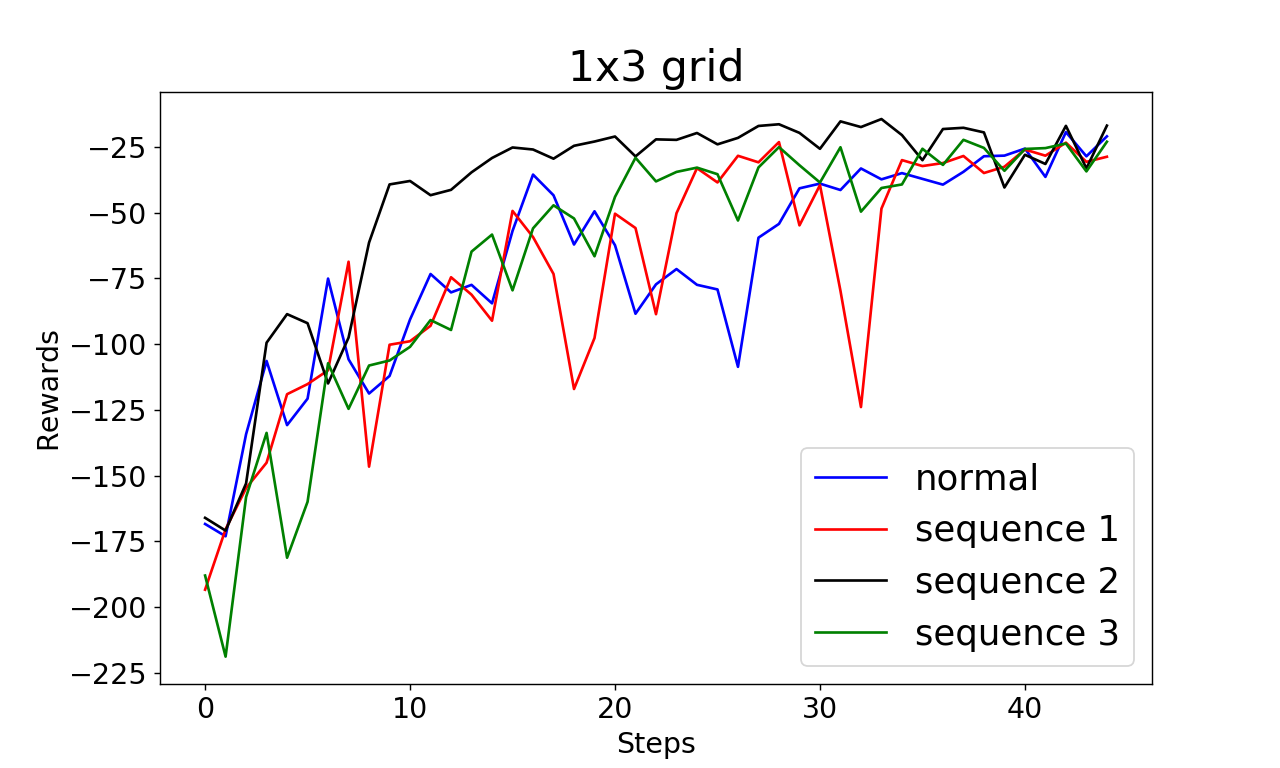 1x3 grid
Rewards
−25
−50
−75
−100
−125
−150
−175
−200
−225
normal
sequence 1
sequence 2
sequence 3
0 10 20 30 40
Steps